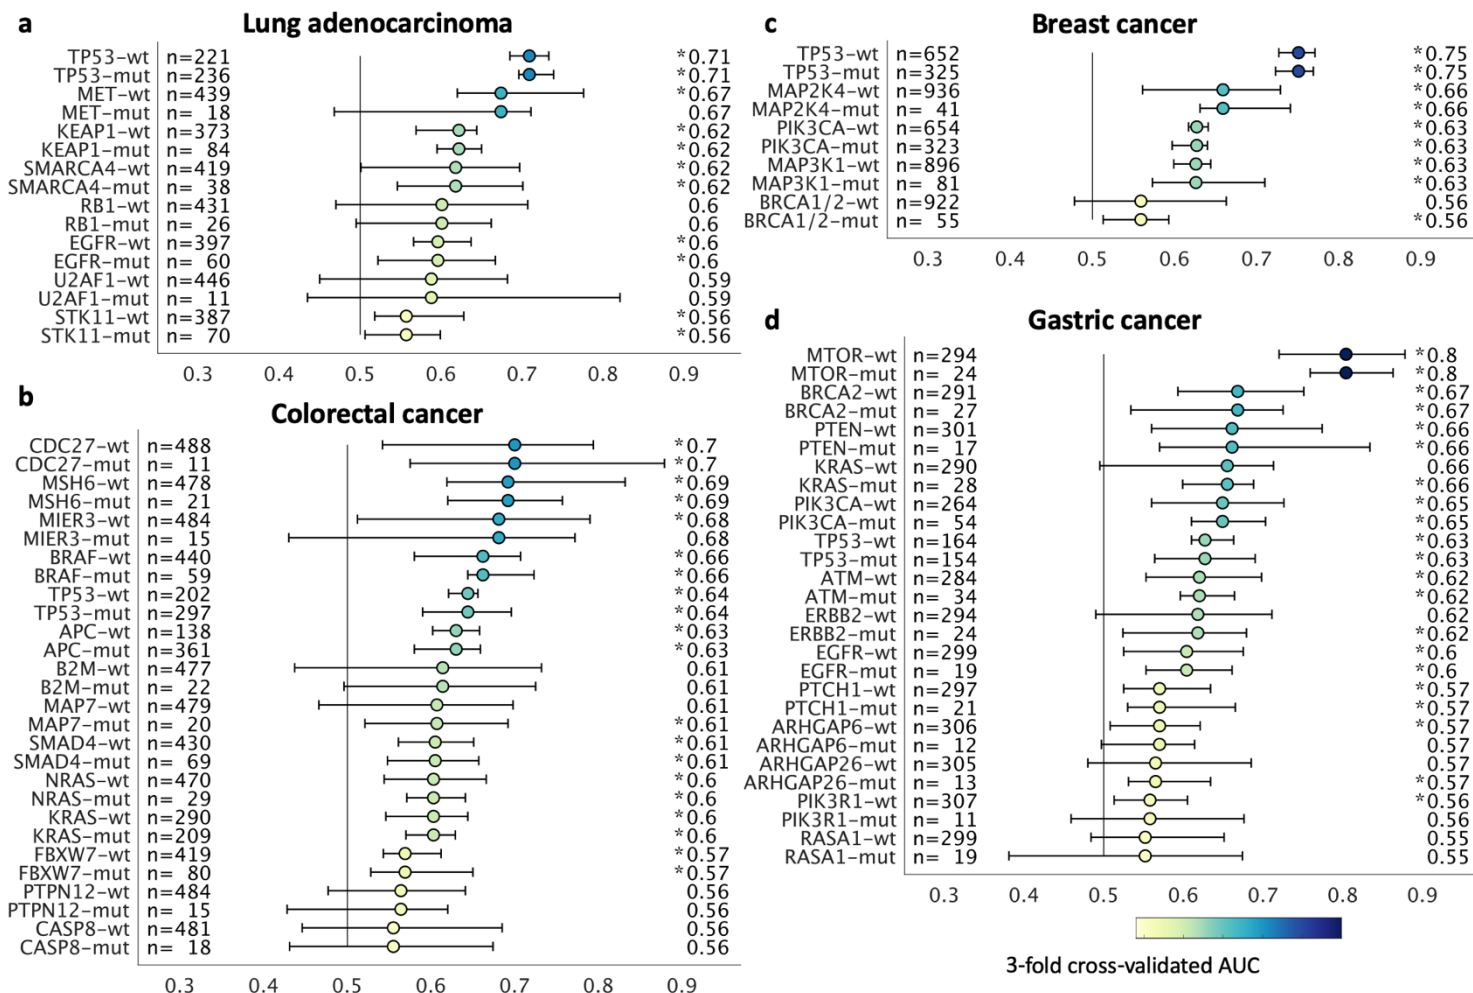 a
Lung adenocarcinoma
TP53-wt n=221 *0.71
TP53-mut n=236 *0.71
MET-wt n=439 *0.67
MET-mut n= 18 0.67
KEAP1-wt n=373 *0.62
KEAP1-mut n= 84 *0.62
SMARCA4-wt n=419 *0.62
SMARCA4-mut n= 38 *0.62
RB1-wt n=431 0.6
RB1-mut n= 26 0.6
EGFR-wt n=397 *0.6
EGFR-mut n= 60 *0.6
U2AF1-wt n=446 0.59
U2AF1-mut n= 11 0.59
STK11-wt n=387 *0.56
STK11-mut n= 70 *0.56
0.3 0.4 0.5 0.6 0.7 0.8 0.9
b
Colorectal cancer
CDC27-wt n=488 *0.7
CDC27-mut n= 11 *0.7
MSH6-wt n=478 *0.69
MSH6-mut n= 21 *0.69
MIER3-wt n=484 *0.68
MIER3-mut n= 15 0.68
BRAF-wt n=440 *0.66
BRAF-mut n= 59 *0.66
TP53-wt n=202 *0.64
TP53-mut n=297 *0.64
APC-wt n=138 *0.63
APC-mut n=361 *0.63
B2M-wt n=477 0.61
B2M-mut n= 22 0.61
MAP7-wt n=479 0.61
MAP7-mut n= 20 *0.61
SMAD4-wt n=430 *0.61
SMAD4-mut n= 69 *0.61
NRAS-wt n=470 *0.6
NRAS-mut n= 29 *0.6
KRAS-wt n=290 *0.6
KRAS-mut n=209 *0.6
FBXW7-wt n=419 *0.57
FBXW7-mut n= 80 *0.57
PTPN12-wt n=484 0.56
PTPN12-mut n= 15 0.56
CASP8-wt n=481 0.56
CASP8-mut n= 18 0.56
0.3 0.4 0.5 0.6 0.7 0.8 0.9
c
Breast cancer
TP53-wt n=652 *0.75
TP53-mut n=325 *0.75
MAP2K4-wt n=936 *0.66
MAP2K4-mut n= 41 *0.66
PIK3CA-wt n=654 *0.63
PIK3CA-mut n=323 *0.63
MAP3K1-wt n=896 *0.63
MAP3K1-mut n= 81 *0.63
BRCA1/2-wt n=922 0.56
BRCA1/2-mut n= 55 *0.56
0.3 0.4 0.5 0.6 0.7 0.8 0.9
d
Gastric cancer
MTOR-wt n=294 *0.8
MTOR-mut n= 24 *0.8
BRCA2-wt n=291 *0.67
BRCA2-mut n= 27 *0.67
PTEN-wt n=301 *0.66
PTEN-mut n= 17 *0.66
KRAS-wt n=290 0.66
KRAS-mut n= 28 *0.66
PIK3CA-wt n=264 *0.65
PIK3CA-mut n= 54 *0.65
TP53-wt n=164 *0.63
TP53-mut n=154 *0.63
ATM-wt n=284 *0.62
ATM-mut n= 34 *0.62
ERBB2-wt n=294 0.62
ERBB2-mut n= 24 *0.62
EGFR-wt n=299 *0.6
EGFR-mut n= 19 *0.6
PTCH1-wt n=297 *0.57
PTCH1-mut n= 21 *0.57
ARHGAP6-wt n=306 *0.57
ARHGAP6-mut n= 12 0.57
ARHGAP26-wt n=305 0.57
ARHGAP26-mut n= 13 *0.57
PIK3R1-wt n=307 *0.56
PIK3R1-mut n= 11 0.56
RASA1-wt n=299 0.55
RASA1-mut n= 19 0.55
0.3 0.4 0.5 0.6 0.7 0.8 0.9
3-fold cross-validated AUC